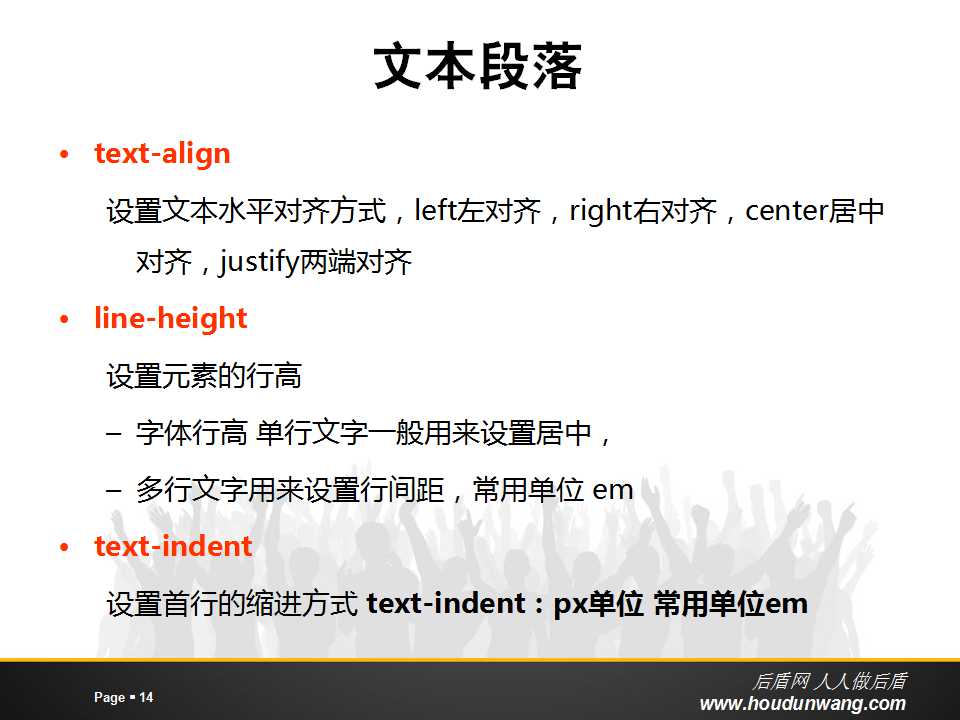 文本段落
• text-align
设置文本水平对齐方式，left左对齐，right右对齐，center居中
对齐，justify两端对齐
• line-height
设置元素的行高
– 字体行高 单行文字一般用来设置居中，
– 多行文字用来设置行间距，常用单位 em
• text-indent
设置首行的缩进方式 text-indent：px单位 常用单位em
Page ▪ 14
后盾网 人人做后盾
www.houdunwang.com